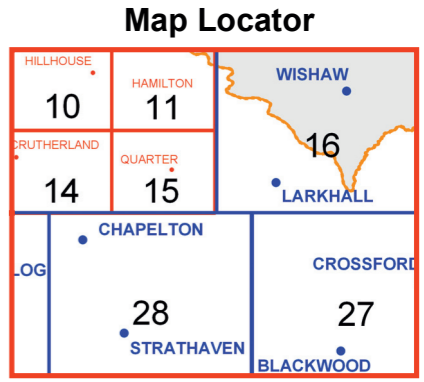 Map Locator
HILLHOUSE
WISHAW
HAMILTON
10
11
16
CRUTHERLAND
QUARTER
14
15
LARKHALL
CHAPELTON
LOG
CROSSFORD
28
27
STRATHAVEN
BLACKWOOD